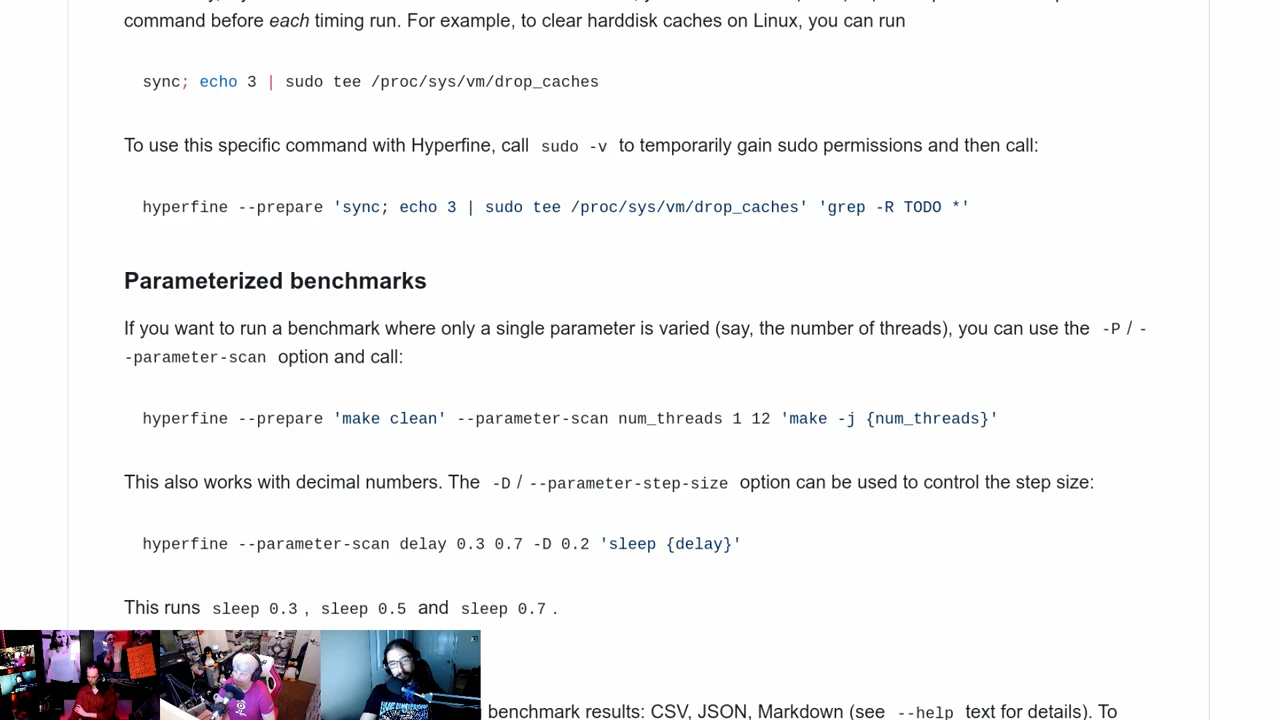 command before each timing run. For example, to clear harddisk caches on Linux, you can run
sync; echo 3 | sudo tee /proc/sys/vm/drop_caches
To use this specific command with Hyperfine, call sudo -v to temporarily gain sudo permissions and then call:
hyperfine --prepare 'sync; echo 3 | sudo tee /proc/sys/vm/drop_caches' 'grep -R TODO *'
Parameterized benchmarks
If you want to run a benchmark where only a single parameter is varied (say, the number of threads), you can use the -P / -
-parameter-scan option and call:
hyperfine --prepare 'make clean' --parameter-scan num_threads 1 12 'make -j {num_threads}'
This also works with decimal numbers. The -D / --parameter-step-size option can be used to control the step size:
hyperfine --parameter-scan delay 0.3 0.7 -D 0.2 'sleep {delay}'
This runs sleep 0.3 , sleep 0.5 and sleep 0.7 .
benchmark results: CSV, JSON, Markdown (see --help text for details). To